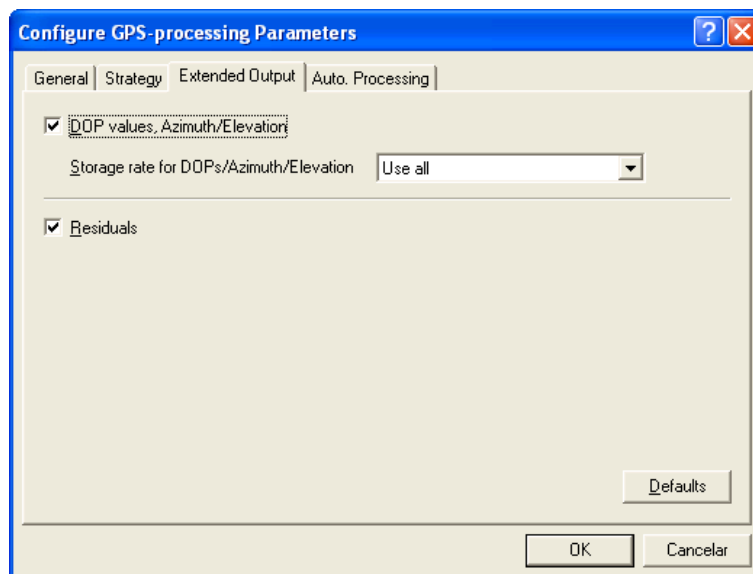 Configure GPS-processing Parameters
General Strategy Extended Output Auto. Processing
DOP values, Azimuth/Elevation
Storage rate for DOPs/Azimuth/Elevation Use all
Residuals
Defaults
OK Cancelar